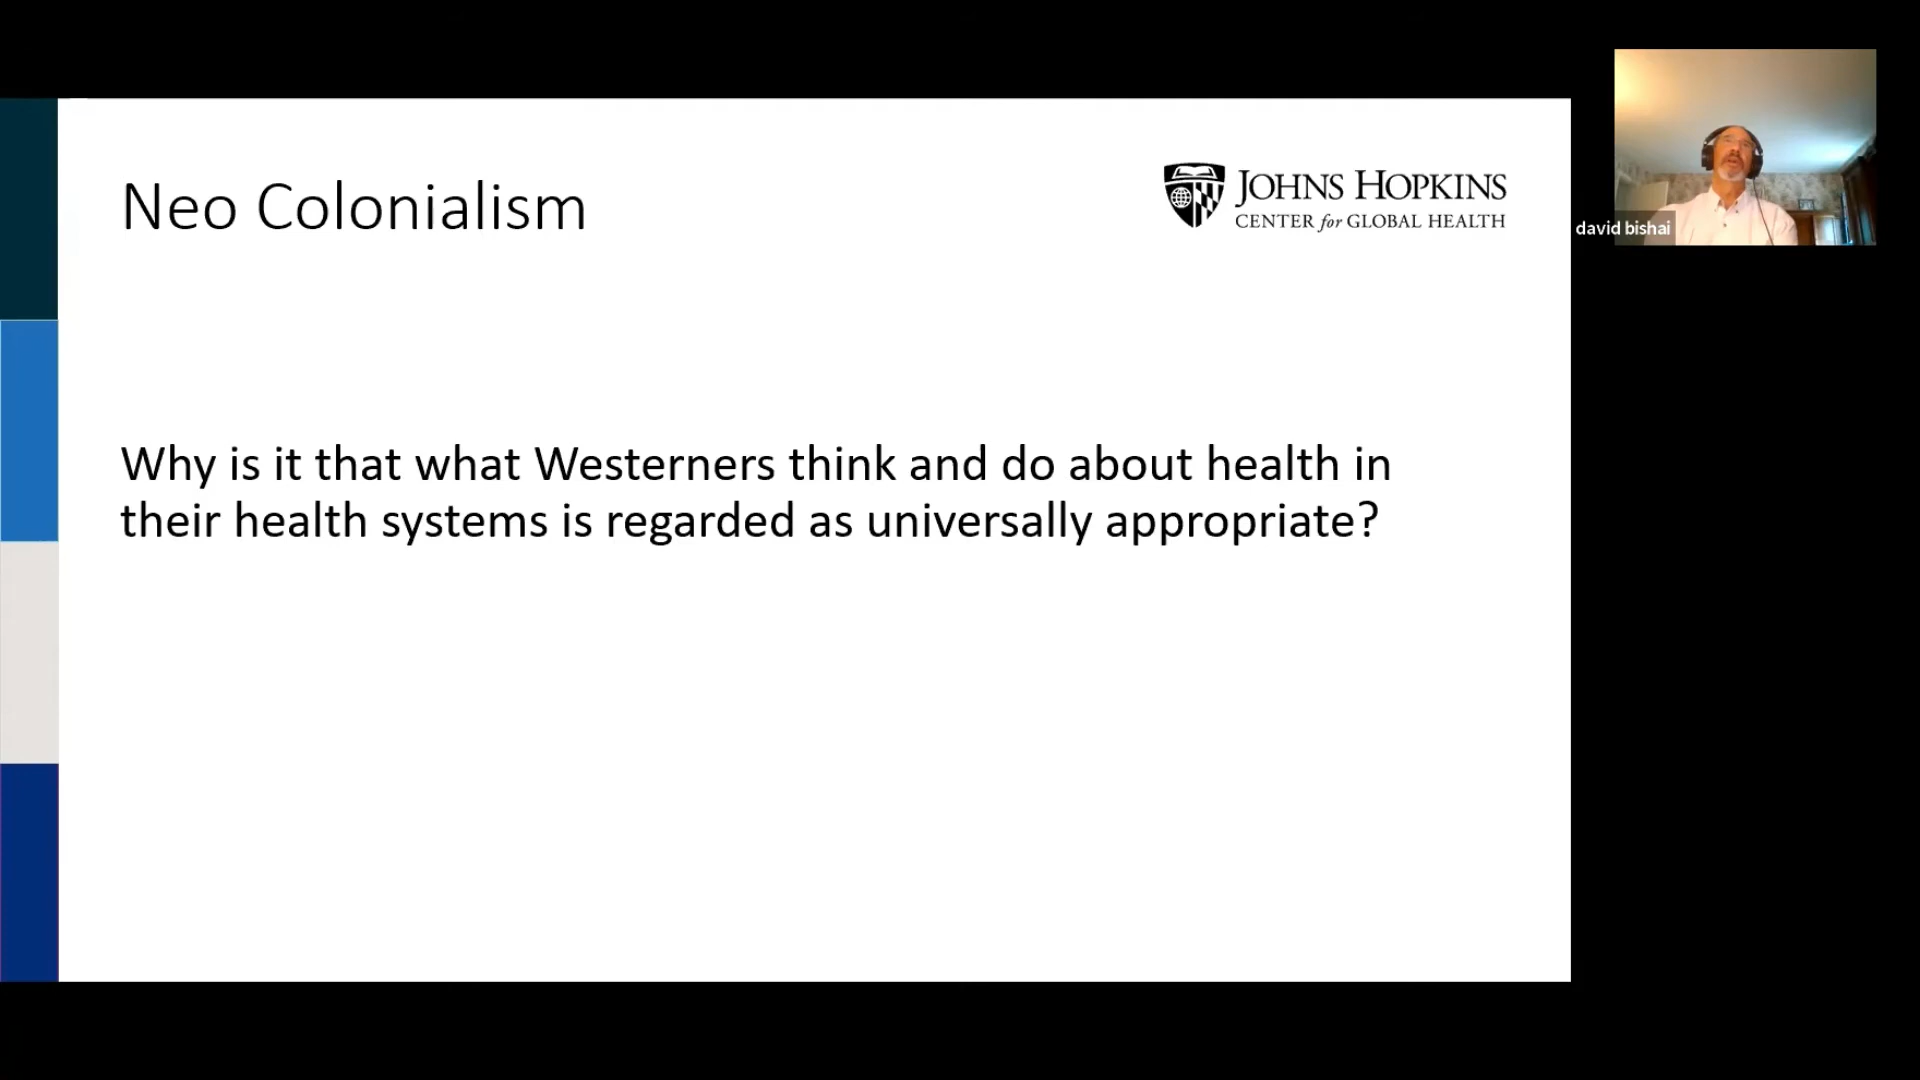 Neo Colonialism
JOHNS HOPKINS
CENTER for GLOBAL HEALTH
david bishai
Why is it that what Westerners think and do about health in
their health systems is regarded as universally appropriate?